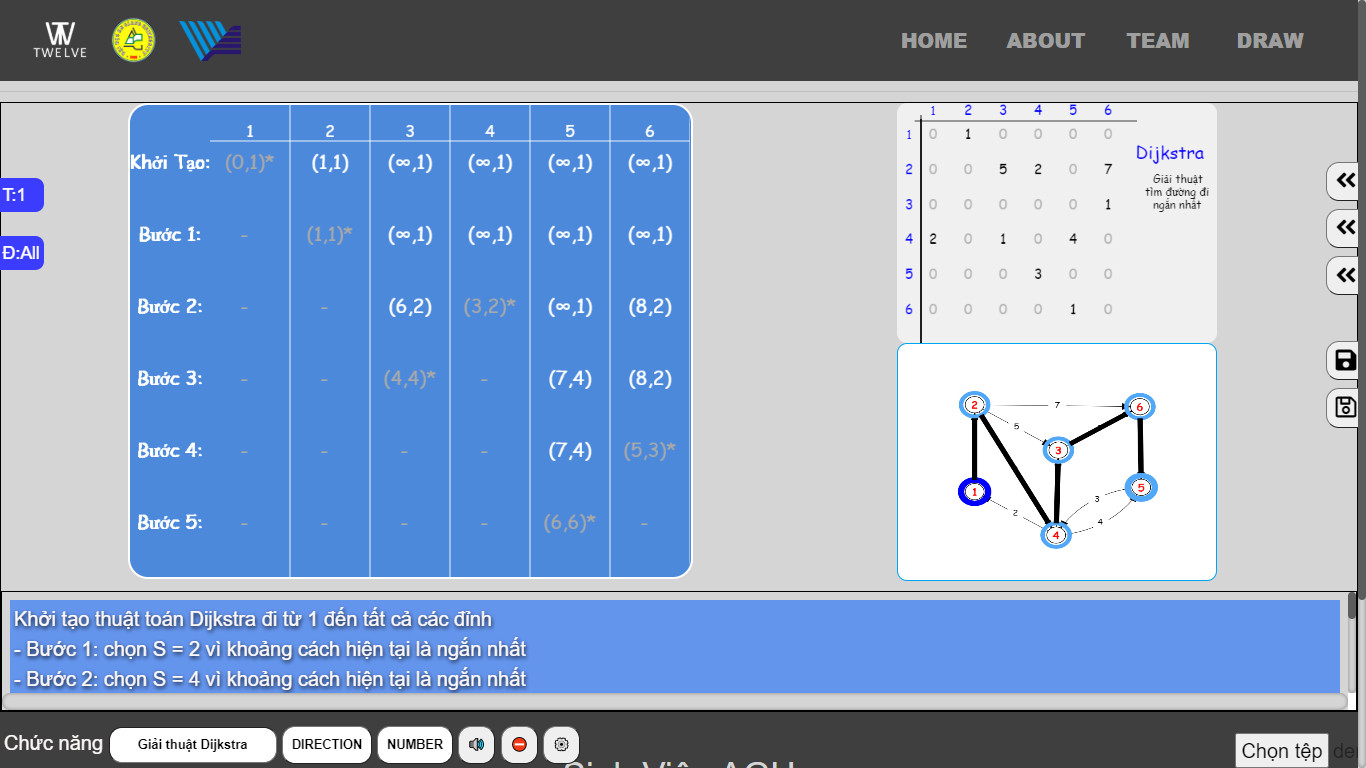 TWELVE
HOME ABOUT TEAM DRAW
T:1
Đ:All
1 2 3 4 5 6
Khởi Tạo: (0,1)* (1,1) (∞,1) (∞,1) (∞,1) (∞,1)
Bước 1: - (1,1)* (∞,1) (∞,1) (∞,1) (∞,1)
Bước 2: - - (6,2) (3,2)* (∞,1) (8,2)
Bước 3: - - (4,4)* - (7,4) (8,2)
Bước 4: - - - - (7,4) (5,3)*
Bước 5: - - - - (6,6)* -
1 2 3 4 5 6
1 0 1 0 0 0 0
2 0 0 5 2 0 7
3 0 0 0 0 0 1
4 2 0 1 0 4 0
5 0 0 0 3 0 0
6 0 0 0 0 1 0
Dijkstra
Giải thuật
tìm đường đi
ngắn nhất
2 7 6
5
3
1 5
2 3
4
4
Khởi tạo thuật toán Dijkstra đi từ 1 đến tất cả các đỉnh
- Bước 1: chọn S = 2 vì khoảng cách hiện tại là ngắn nhất
- Bước 2: chọn S = 4 vì khoảng cách hiện tại là ngắn nhất
Chức năng Giải thuật Dijkstra DIRECTION NUMBER
Chọn tệp